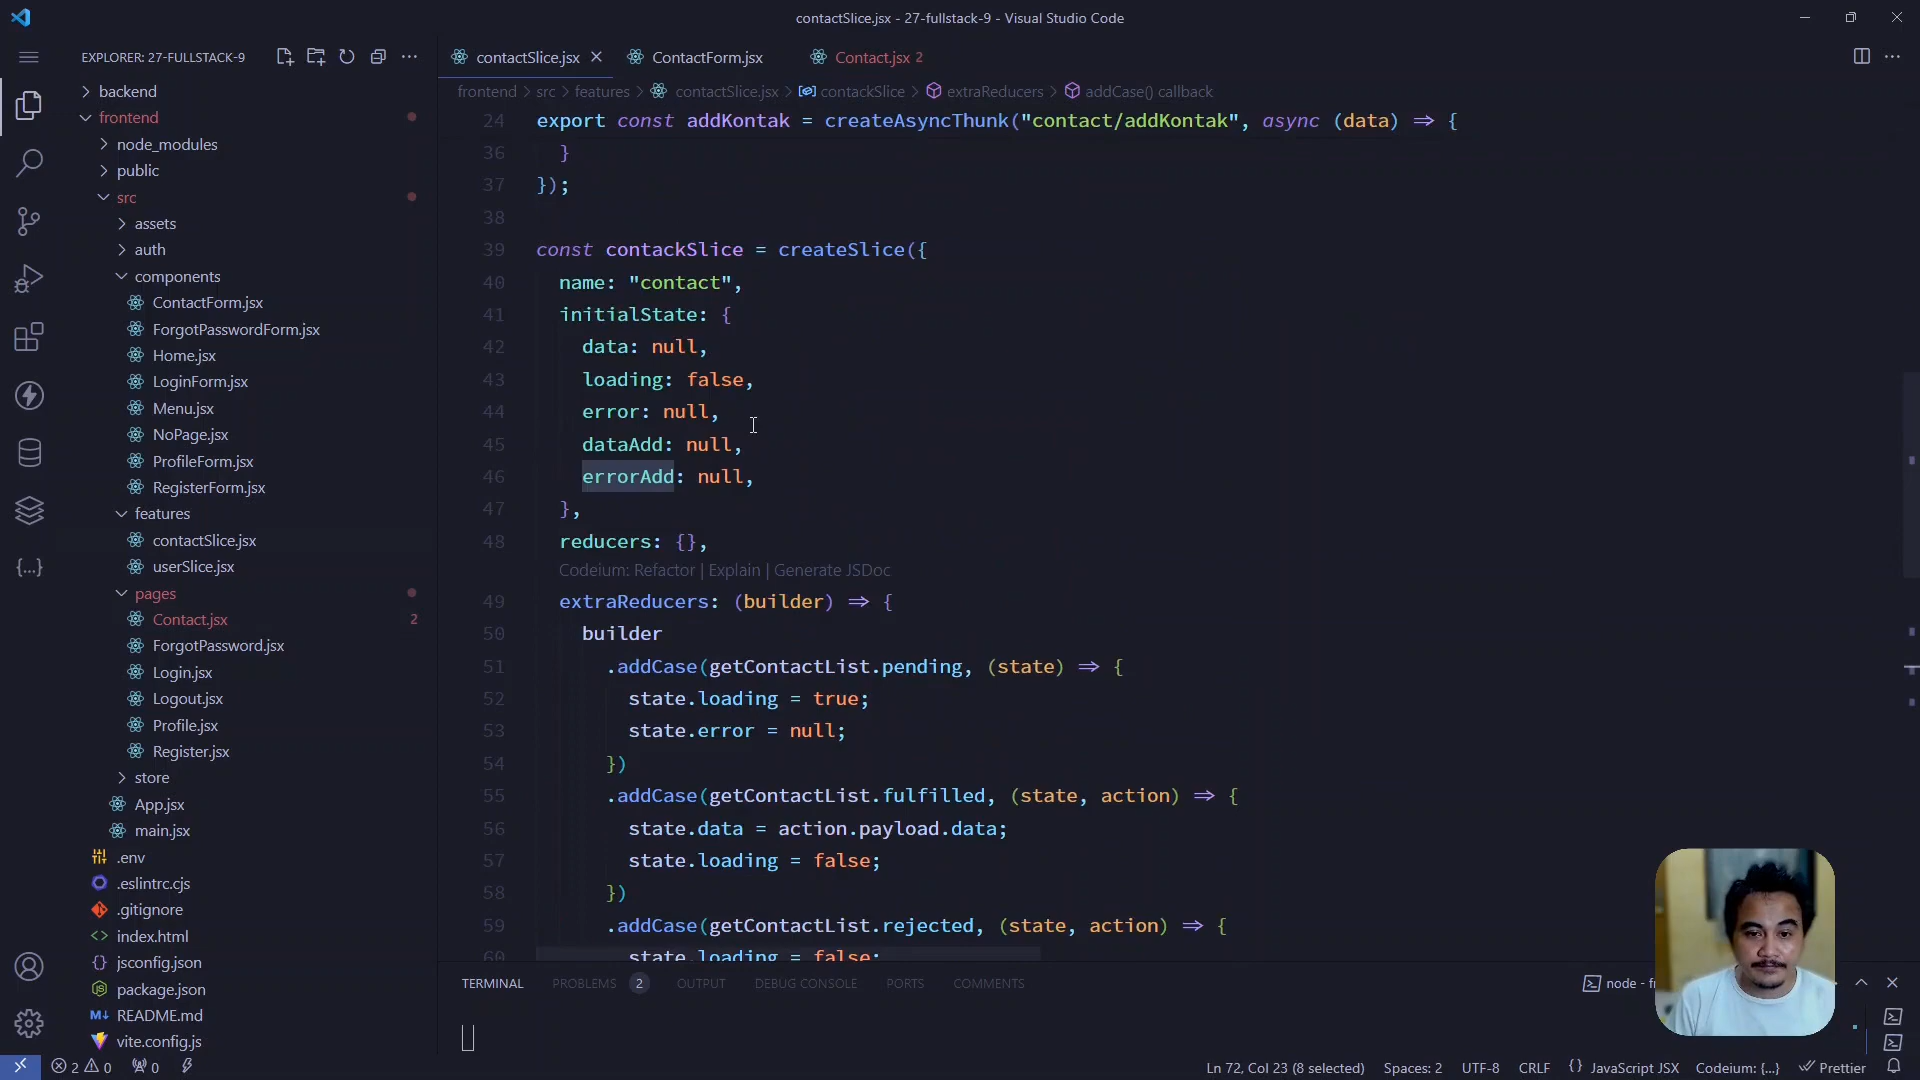 contactSlice.jsx - 27-fullstack-9 - Visual Studio Code
EXPLORER: 27-FULLSTACK-9
backend
frontend
node_modules
public
src
assets
auth
components
ContactForm.jsx
ForgotPasswordForm.jsx
Home.jsx
LoginForm.jsx
Menu.jsx
NoPage.jsx
ProfileForm.jsx
RegisterForm.jsx
features
contactSlice.jsx
userSlice.jsx
pages
Contact.jsx 2
ForgotPassword.jsx
Login.jsx
Logout.jsx
Profile.jsx
Register.jsx
store
App.jsx
main.jsx
.env
.eslintrc.cjs
.gitignore
index.html
jsconfig.json
package.json
README.md
vite.config.js
contactSlice.jsx ContactForm.jsx Contact.jsx 2
frontend > src > features > contactSlice.jsx > contackSlice > extraReducers > addCase() callback
24 export const addKontak = createAsyncThunk("contact/addKontak", async (data) => {
36 }
37 });
38
39 const contackSlice = createSlice({
40 name: "contact",
41 initialState: {
42 data: null,
43 loading: false,
44 error: null,
45 dataAdd: null,
46 errorAdd: null,
47 },
48 reducers: {},
Codeium: Refactor | Explain | Generate JSDoc
49 extraReducers: (builder) => {
50 builder
51 .addCase(getContactList.pending, (state) => {
52 state.loading = true;
53 state.error = null;
54 })
55 .addCase(getContactList.fulfilled, (state, action) => {
56 state.data = action.payload.data;
57 state.loading = false;
58 })
59 .addCase(getContactList.rejected, (state, action) => {
60 state.loading = false;
TERMINAL PROBLEMS 2 OUTPUT DEBUG CONSOLE PORTS COMMENTS
node -
2 0 0
Ln 72, Col 23 (8 selected) Spaces: 2 UTF-8 CRLF {} JavaScript JSX Codeium: {...} Prettier